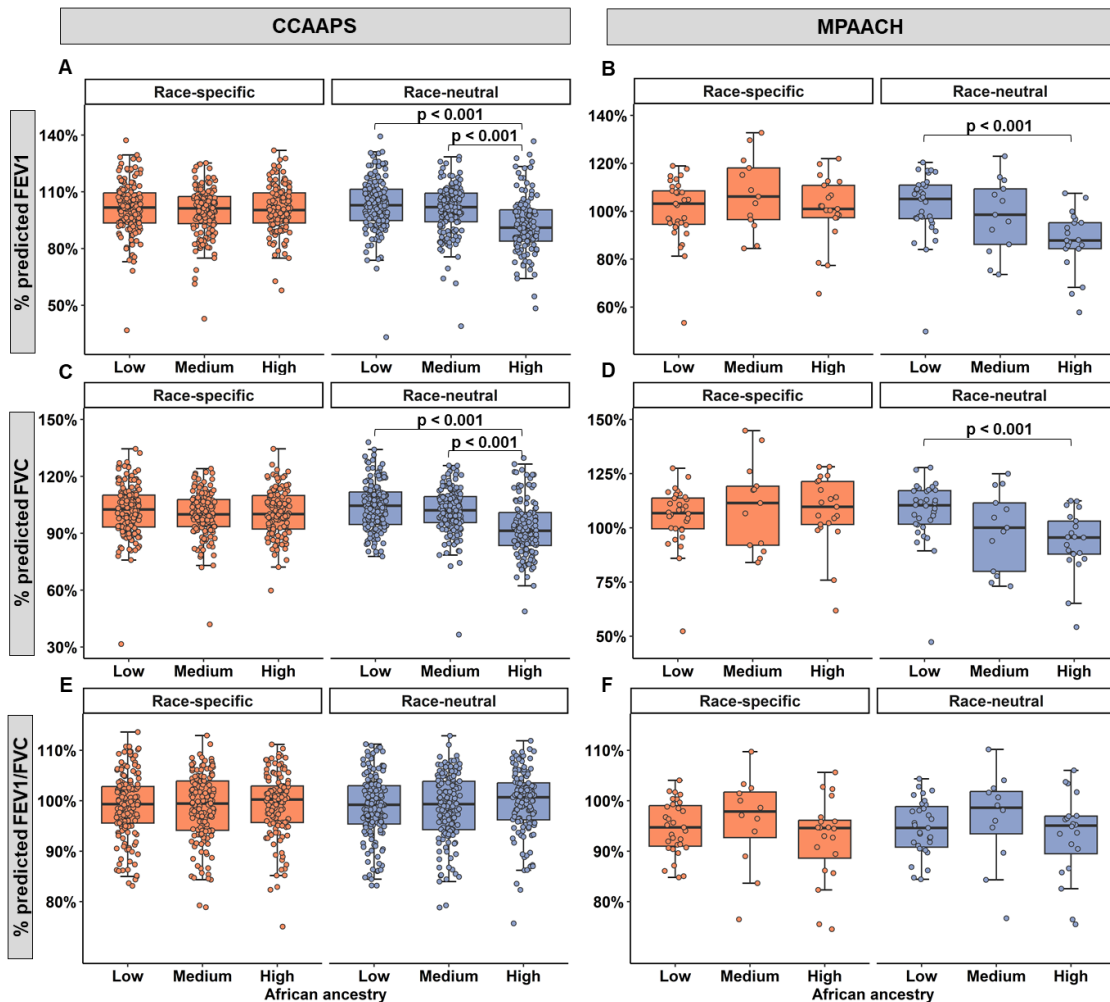 CCAAPS
MPAACH
A
B
% predicted FEV1
Race-specific
Race-neutral
Race-specific
Race-neutral
p < 0.001
p < 0.001
p < 0.001
140%
110%
80%
50%
140%
120%
100%
80%
60%
Low Medium High
Low Medium High
Low Medium High
Low Medium High
C
D
% predicted FVC
Race-specific
Race-neutral
Race-specific
Race-neutral
p < 0.001
p < 0.001
p < 0.001
150%
120%
90%
60%
30%
150%
125%
100%
75%
50%
Low Medium High
Low Medium High
Low Medium High
Low Medium High
E
F
% predicted FEV1/FVC
Race-specific
Race-neutral
Race-specific
Race-neutral
110%
100%
90%
80%
110%
100%
90%
80%
Low Medium High
Low Medium High
Low Medium High
Low Medium High
African ancestry
African ancestry